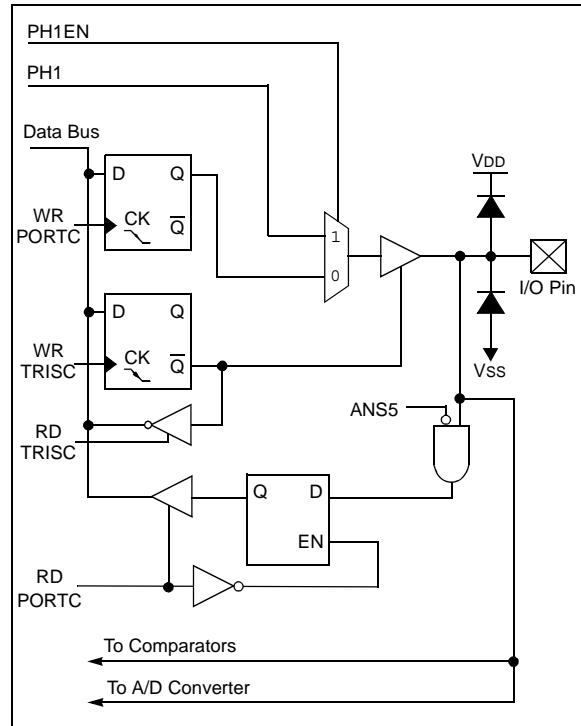 PH1EN
PH1
Data Bus
VDD
D Q
WR
PORTC
CK
Q
1
0
I/O Pin
D Q
WR
TRISC
CK
Q
VSS
ANS5
RD
TRISC
Q D
EN
RD
PORTC
To Comparators
To A/D Converter